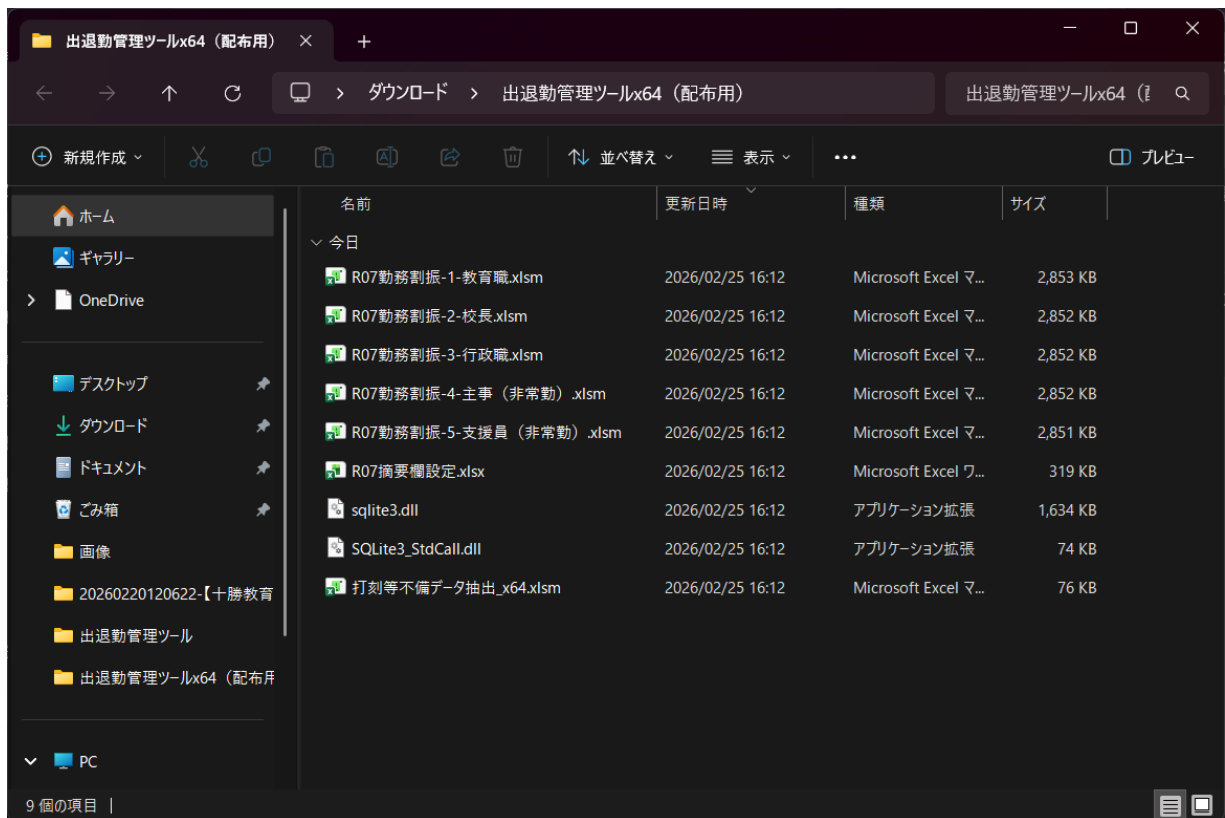 出退勤管理ツールx64（配布用）
ダウンロード 出退勤管理ツールx64（配布用）
出退勤管理ツールx64（
新規作成
並べ替え
表示
プレビュー
ホーム
ギャラリー
OneDrive
デスクトップ
ダウンロード
ドキュメント
ごみ箱
画像
20260220120622-【十勝教育
出退勤管理ツール
出退勤管理ツールx64（配布用
PC
名前 更新日時 種類 サイズ
今日
R07勤務割振-1-教育職.xlsm 2026/02/25 16:12 Microsoft Excel マ... 2,853 KB
R07勤務割振-2-校長.xlsm 2026/02/25 16:12 Microsoft Excel マ... 2,852 KB
R07勤務割振-3-行政職.xlsm 2026/02/25 16:12 Microsoft Excel マ... 2,852 KB
R07勤務割振-4-主事（非常勤）.xlsm 2026/02/25 16:12 Microsoft Excel マ... 2,852 KB
R07勤務割振-5-支援員（非常勤）.xlsm 2026/02/25 16:12 Microsoft Excel マ... 2,851 KB
R07摘要欄設定.xlsx 2026/02/25 16:12 Microsoft Excel ワ... 319 KB
sqlite3.dll 2026/02/25 16:12 アプリケーション拡張 1,634 KB
SQLite3_StdCall.dll 2026/02/25 16:12 アプリケーション拡張 74 KB
打刻等不備データ抽出_x64.xlsm 2026/02/25 16:12 Microsoft Excel マ... 76 KB
9 個の項目